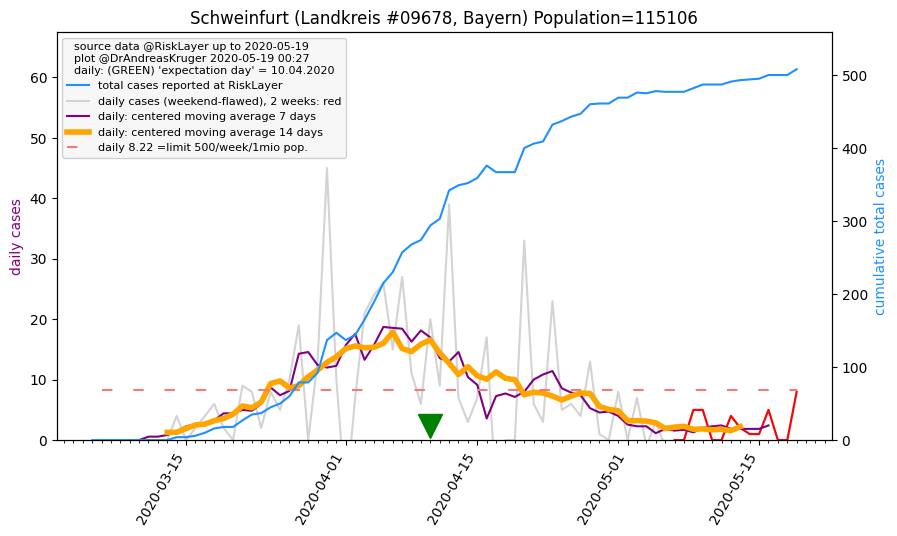 Schweinfurt (Landkreis #09678, Bayern) Population=115106
source data @RiskLayer up to 2020-05-19
plot @DrAndreasKruger 2020-05-19 00:27
daily: (GREEN) 'expectation day' = 10.04.2020
total cases reported at RiskLayer
daily cases (weekend-flawed), 2 weeks: red
daily: centered moving average 7 days
daily: centered moving average 14 days
daily 8.22 =limit 500/week/1mio pop.
daily cases
60
50
40
30
20
10
0
500
400
300
200
100
0
cumulative total cases
2020-03-15
2020-04-01
2020-04-15
2020-05-01
2020-05-15